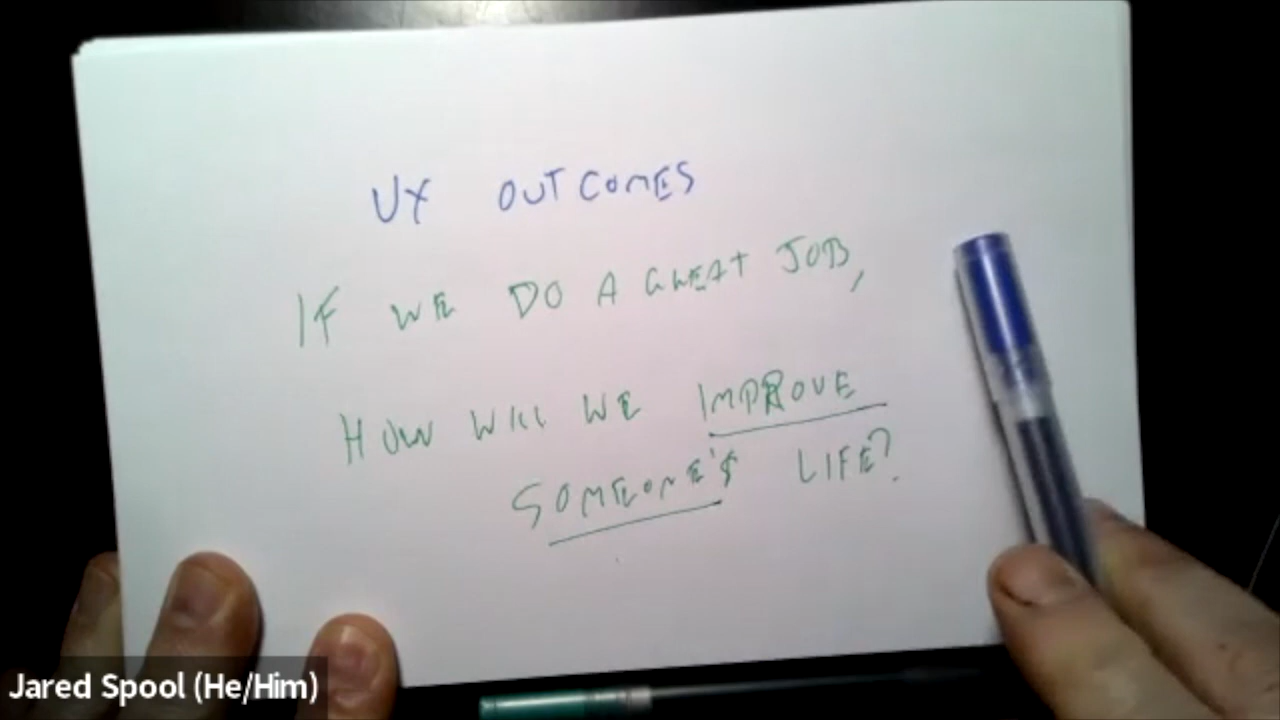 UX OUTCOMES
IF WE DO A GREAT JOB,
HOW WILL WE IMPROVE
SOMEONE'S LIFE?
Jared Spool (He/Him)